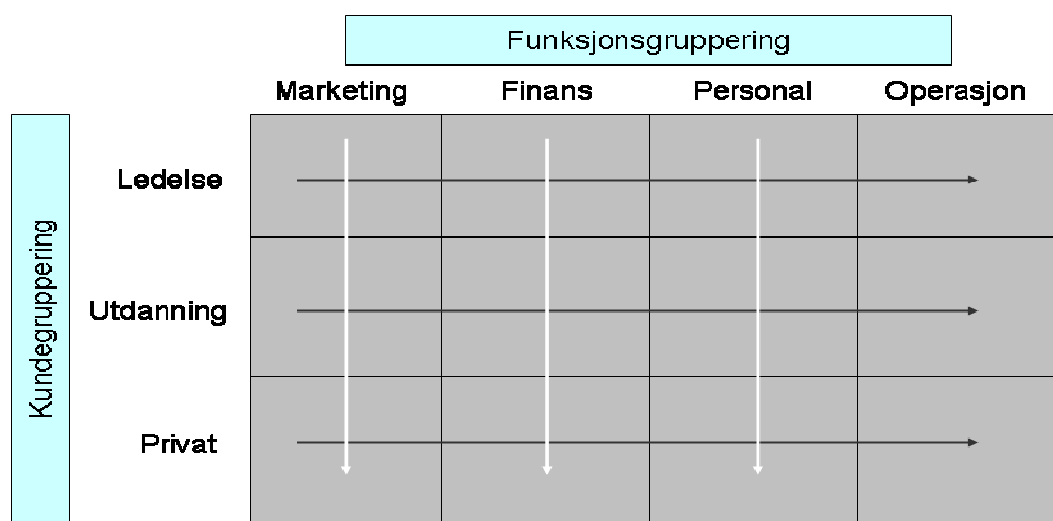 Funksjonsgruppering
Marketing Finans Personal Operasjon
Kundegruppering
Ledelse
Utdanning
Privat